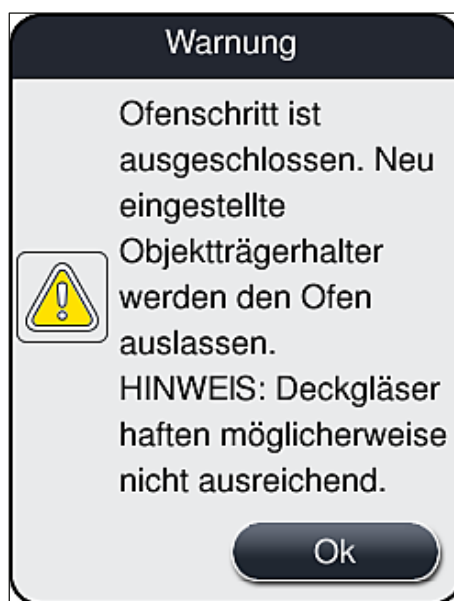 Warnung
Ofenschritt ist
ausgeschlossen. Neu
eingestellte
Objektträgerhalter
werden den Ofen
auslassen.
HINWEIS: Deckgläser
haften möglicherweise
nicht ausreichend.
Ok